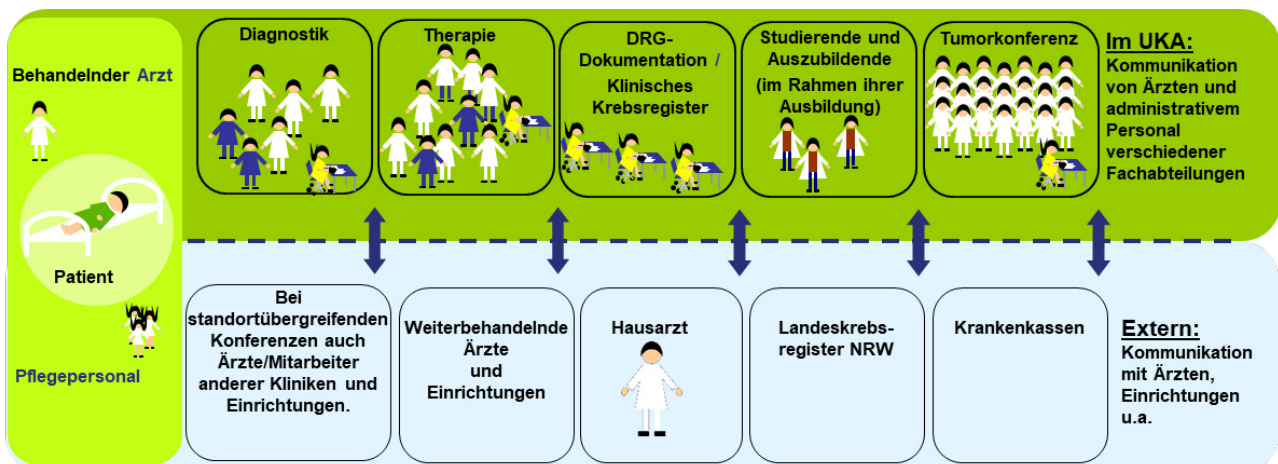 Behandelnder Arzt
Patient
Pflegepersonal
Diagnostik
Therapie
DRG-
Dokumentation /
Klinisches
Krebsregister
Studierende und
Auszubildende
(im Rahmen ihrer
Ausbildung)
Tumorkonferenz
Im UKA:
Kommunikation
von Ärzten und
administrativem
Personal
verschiedener
Fachabteilungen
Bei
standortübergreifenden
Konferenzen auch
Ärzte/Mitarbeiter
anderer Kliniken und
Einrichtungen.
Weiterbehandelnde
Ärzte
und
Einrichtungen
Hausarzt
Landeskrebs-
register NRW
Krankenkassen
Extern:
Kommunikation
mit Ärzten,
Einrichtungen
u.a.